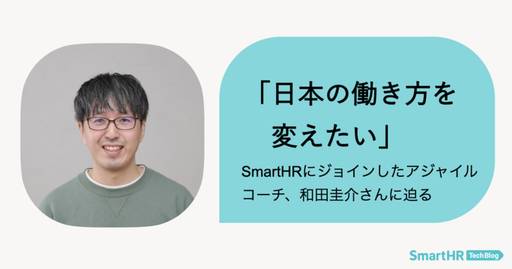 「日本の働き方を
変えたい」
SmartHRにジョインしたアジャイル
コーチ、和田圭介さんに迫る
SmartHR Tech Blog